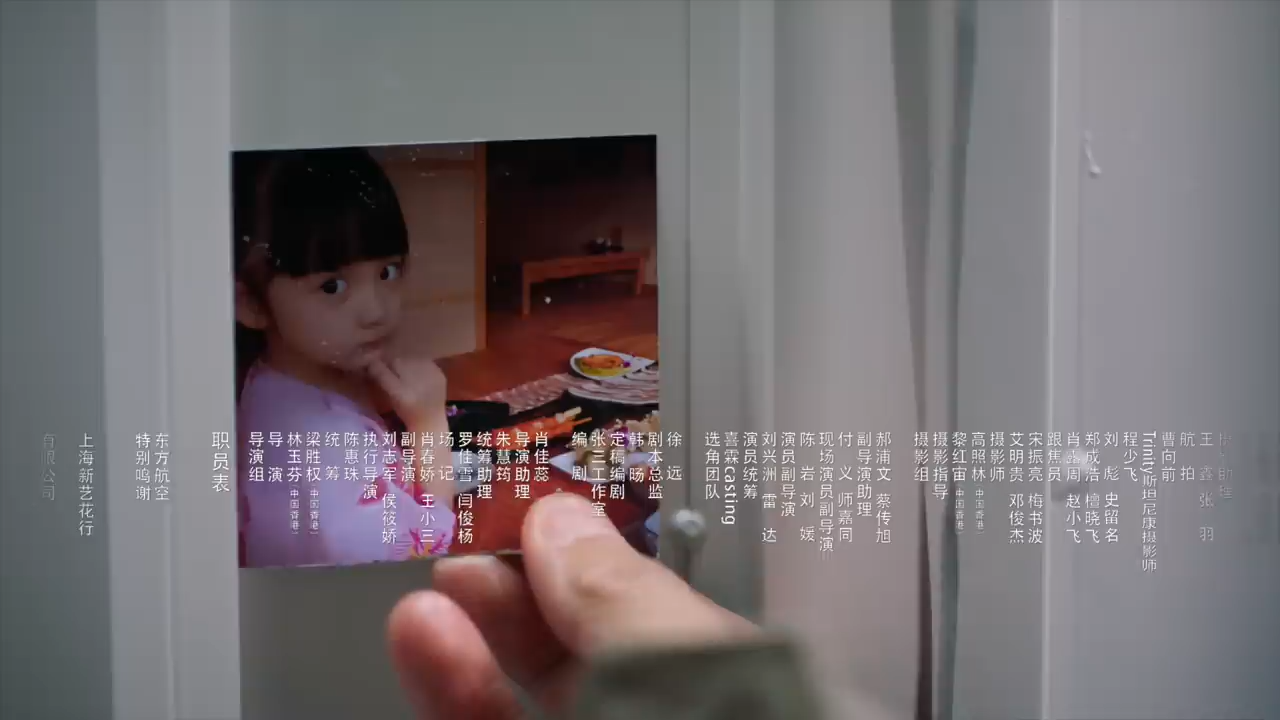 有限公司
上海新艺花行
特别鸣谢
东方航空
职员表
导演组
导 演
林玉芬（中国香港）
梁胜权（中国香港）
统 筹
陈惠珠
执行导演
刘志军 侯筱娇
副导演
肖春娇 王小三
场 记
罗佳雪 闫俊杨
统筹助理
朱慧筠
导演助理
肖佳蕊
编 剧
张三工作室
定稿编剧
韩 旸
剧本总监
徐 远
选角团队
喜霖Casting
演员统筹
刘兴洲 雷 达
演员副导演
陈 岩 刘 媛
现场演员副导演
付 义 师嘉同
副导演助理
郝浦文 蔡传旭
摄影组
摄影指导
黎红宙（中国香港）
高照林（中国香港）
摄影师
艾明贵 邓俊杰
宋振亮 梅书波
跟焦员
肖 周 赵小飞
郑成浩 檀晓飞
刘 彪 史留名
程少飞
Trinity斯坦尼康摄影师
曹向前
航 拍
王 鑫 张 羽